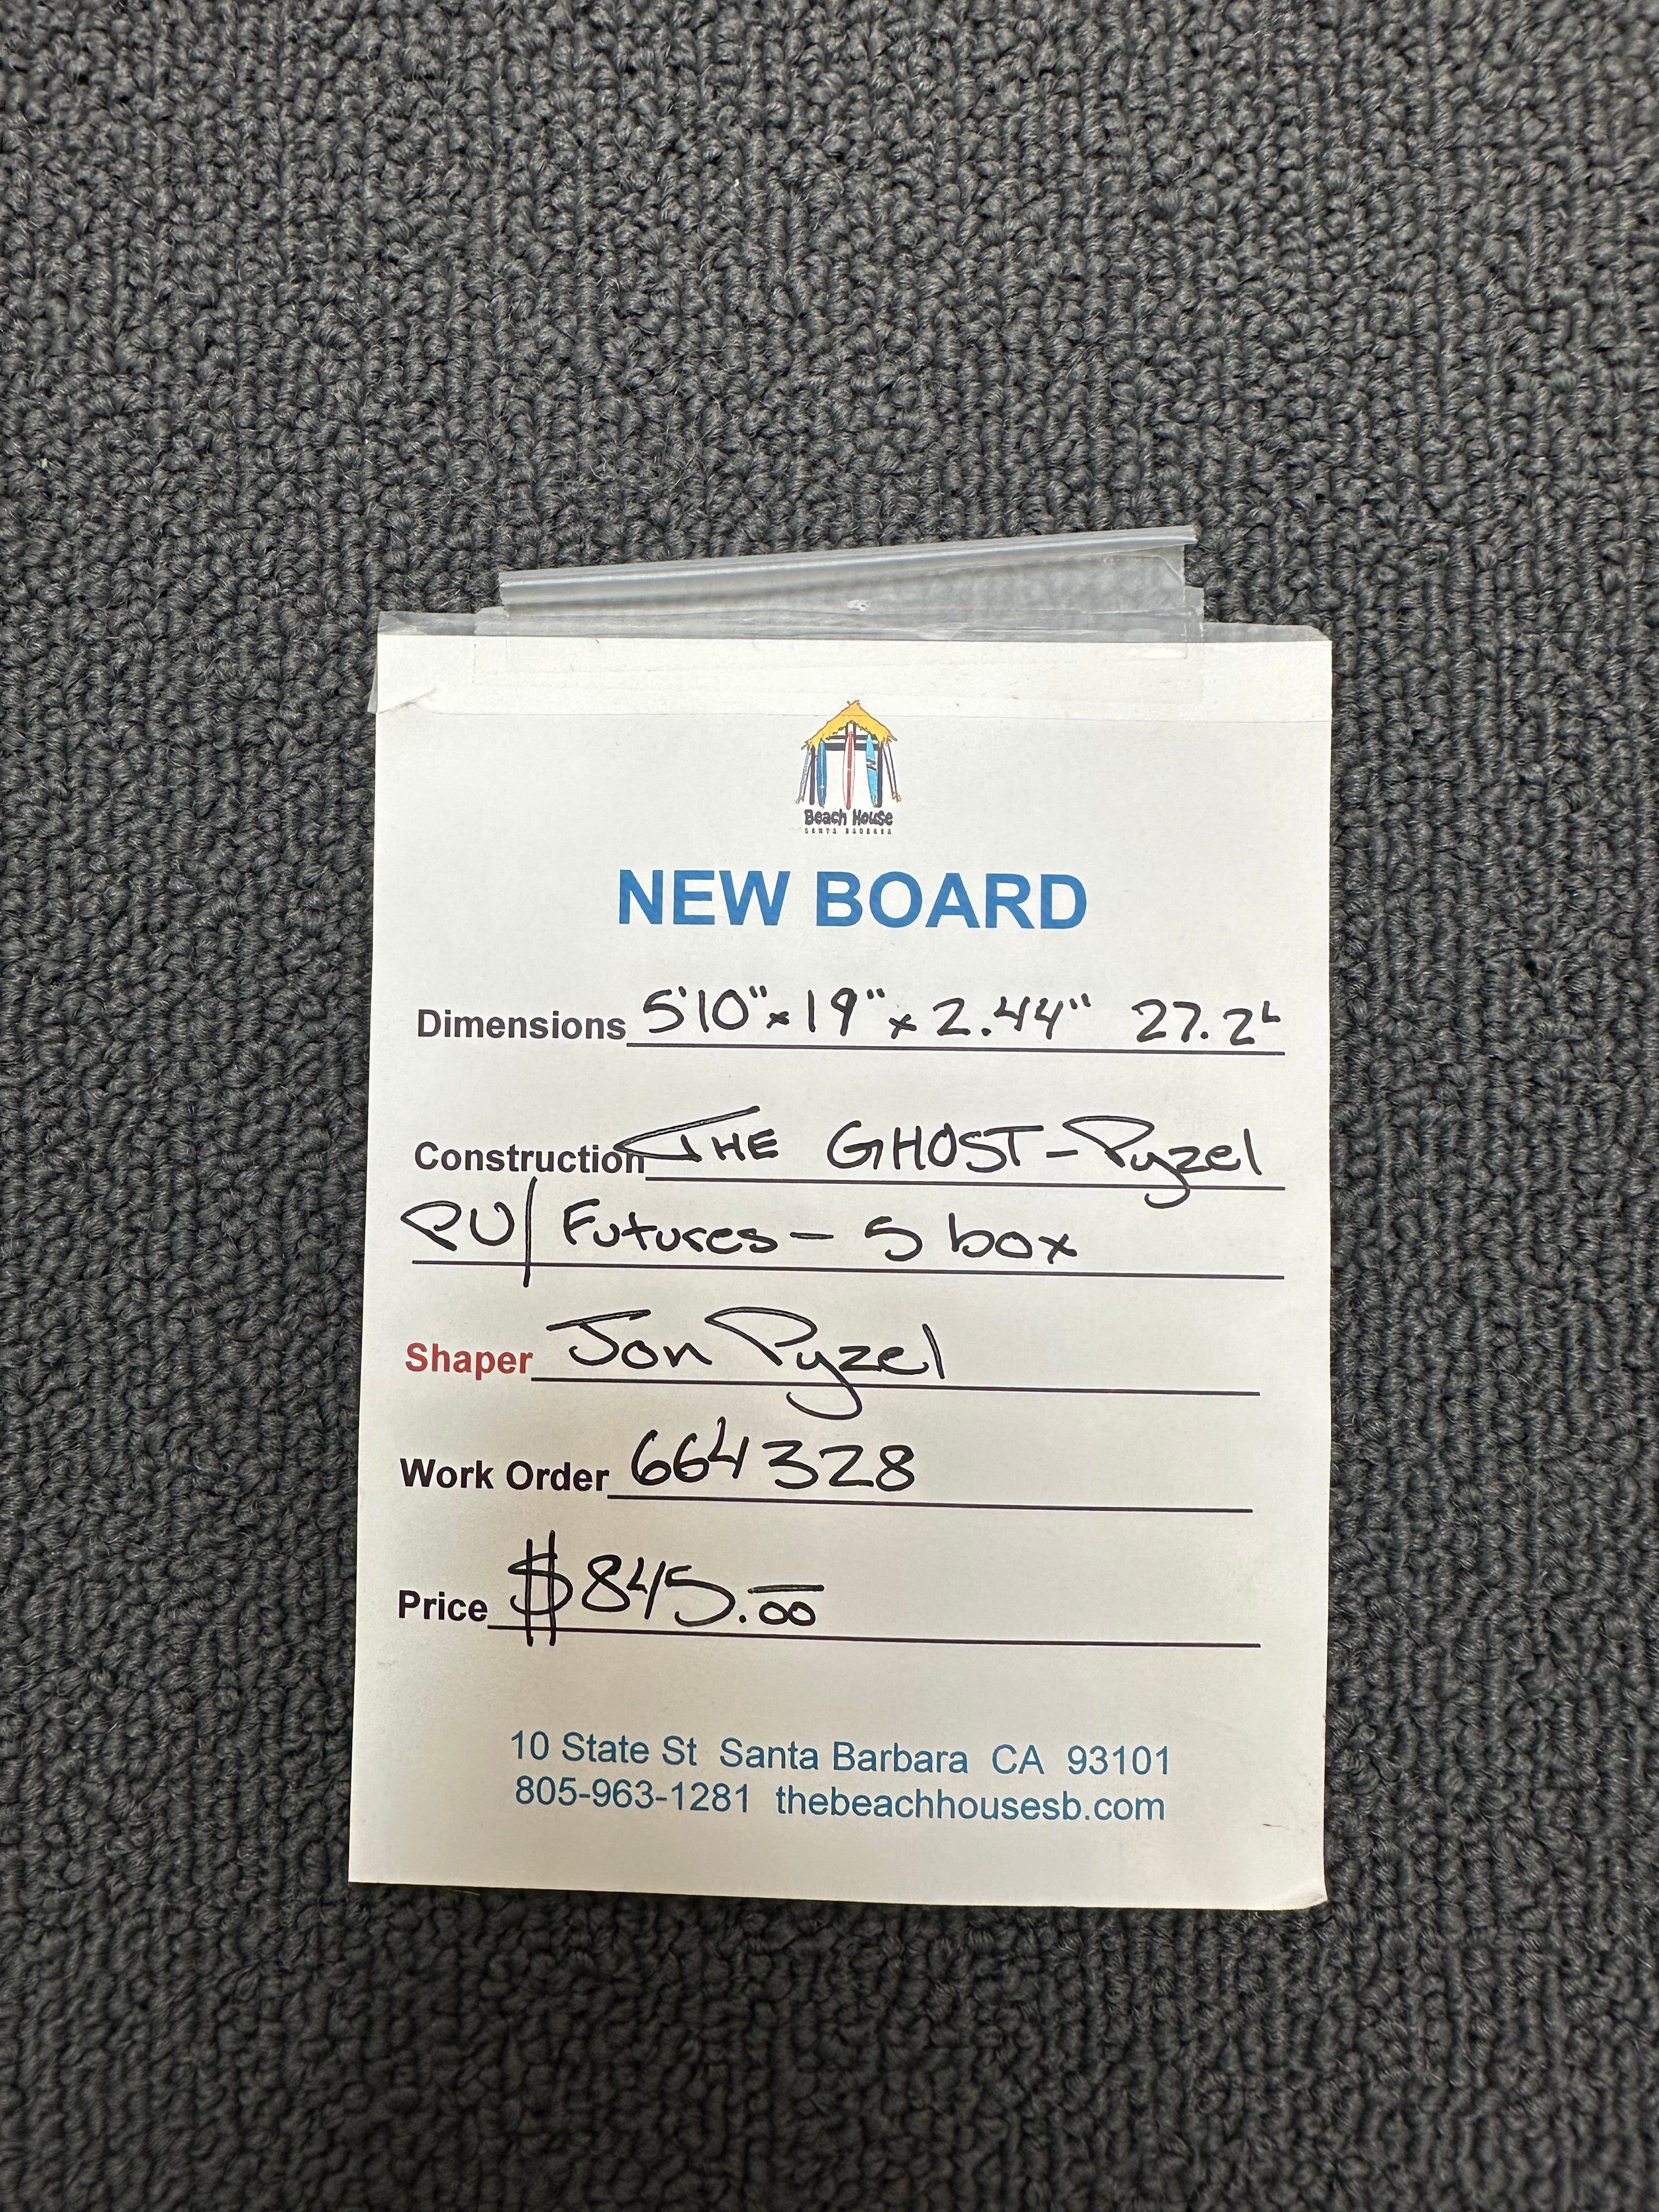 Beach House
SANTA BARBARA
NEW BOARD
Dimensions 5'10" x 19" x 2.44" 27.2L
Construction THE GHOST - Pyzel
PU/ Futures - 5 box
Shaper Jon Pyzel
Work Order 664328
Price $845.00
10 State St Santa Barbara CA 93101
805-963-1281 thebeachhousesb.com